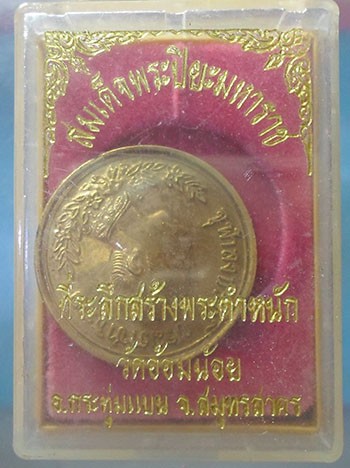 สมเด็จพระปิยะมหาราช
ที่ระลึกสร้างพระตำหนัก
วัดอ้อมน้อย
อ.กระทุ่มแบน จ.สมุทรสาคร